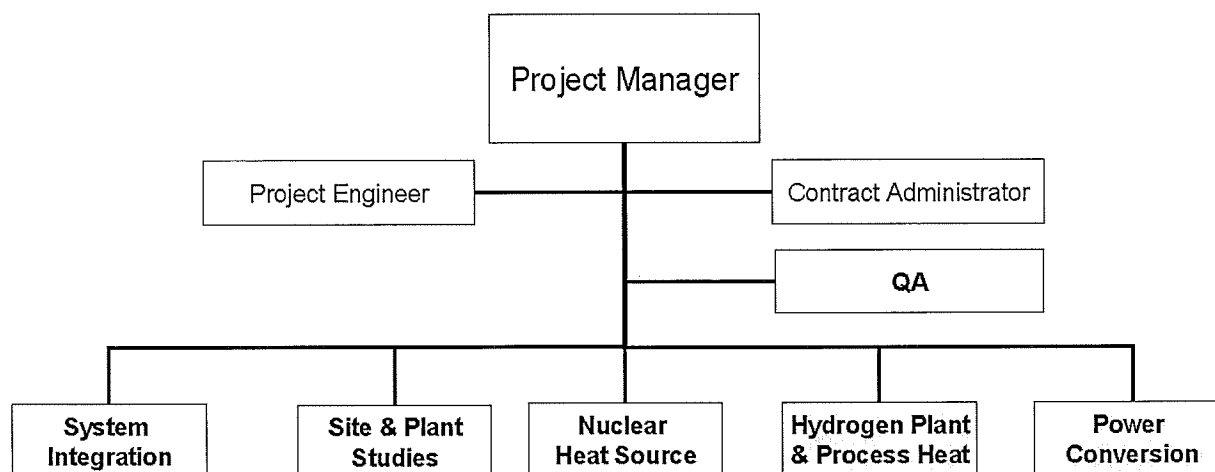 Project Manager
Project Engineer
Contract Administrator
QA
System
Integration
Site & Plant
Studies
Nuclear
Heat Source
Hydrogen Plant
& Process Heat
Power
Conversion